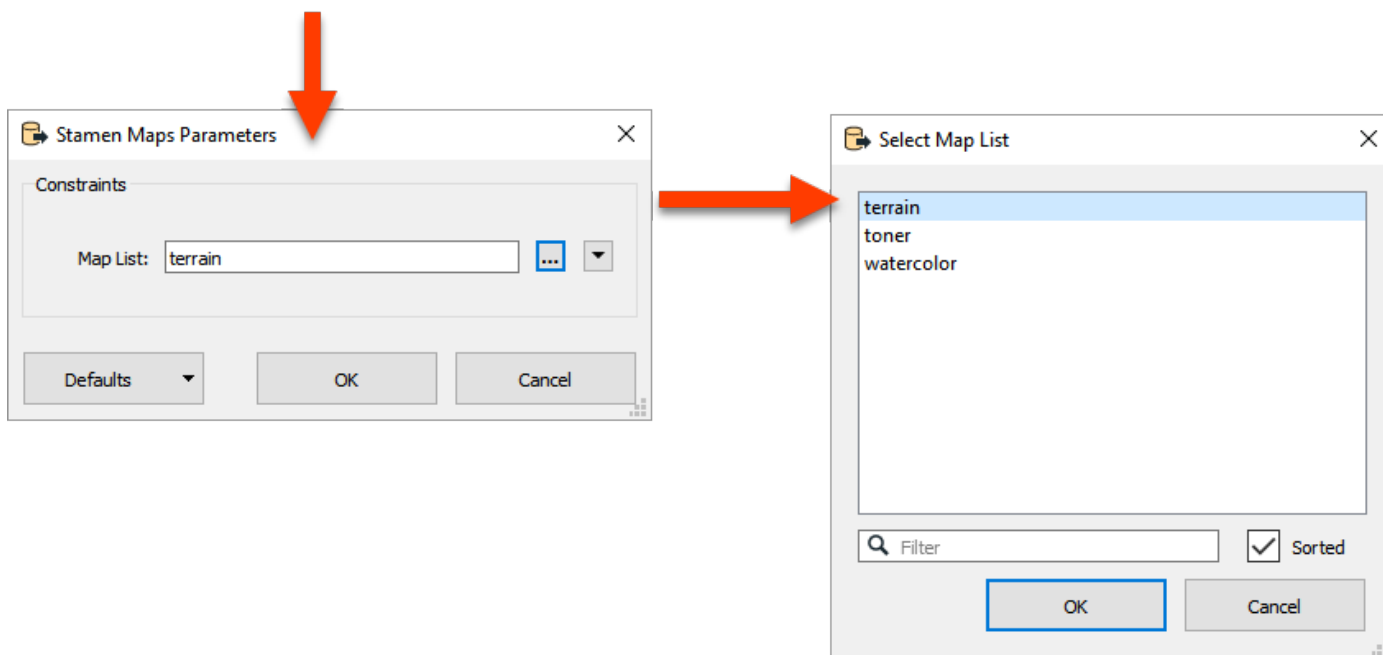 Stamen Maps Parameters
Constraints
Map List: terrain ...
Defaults OK Cancel
Select Map List
terrain
toner
watercolor
Filter Sorted
OK Cancel